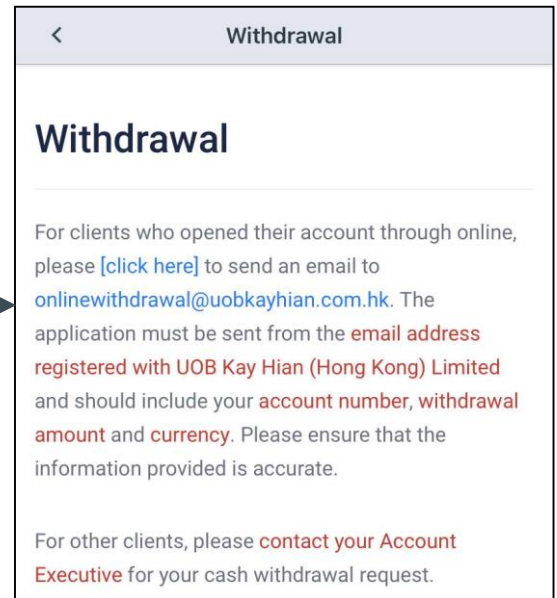 Withdrawal
Withdrawal
For clients who opened their account through online,
please [click here] to send an email to
onlinewithdrawal@uobkayhian.com.hk. The
application must be sent from the email address
registered with UOB Kay Hian (Hong Kong) Limited
and should include your account number, withdrawal
amount and currency. Please ensure that the
information provided is accurate.
For other clients, please contact your Account
Executive for your cash withdrawal request.